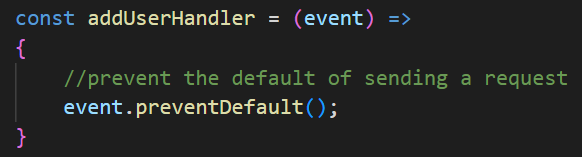 const addUserHandler = (event) =>
{
    //prevent the default of sending a request
    event.preventDefault();
}